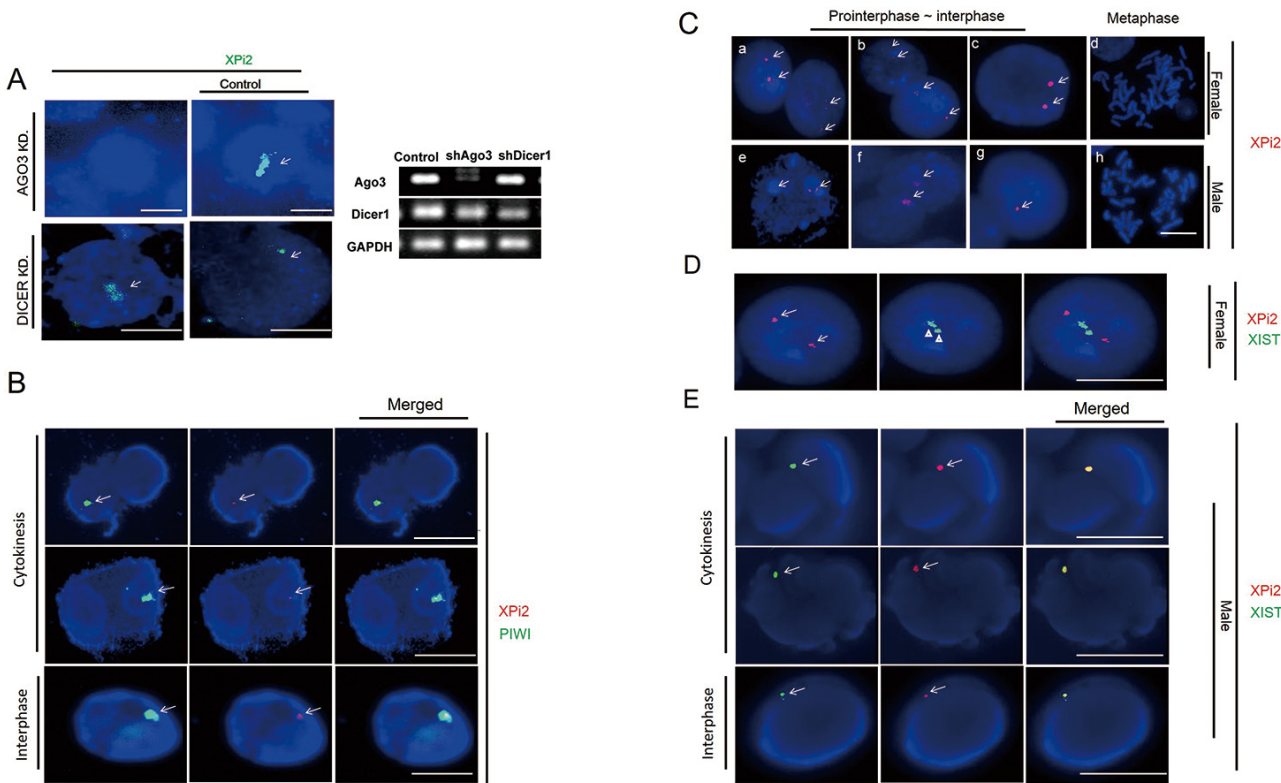 A
XPi2
Control
AGO3 KD.
DICER KD.
Control shAgo3 shDicer1
Ago3
Dicer1
GAPDH
B
Merged
Cytokinesis
Interphase
XPi2
PIWI
C
Prointerphase ~ interphase
Metaphase
a
b
c
d
Female
e
f
g
h
Male
XPi2
D
Female
XPi2
XIST
E
Merged
Cytokinesis
Interphase
Male
XPi2
XIST